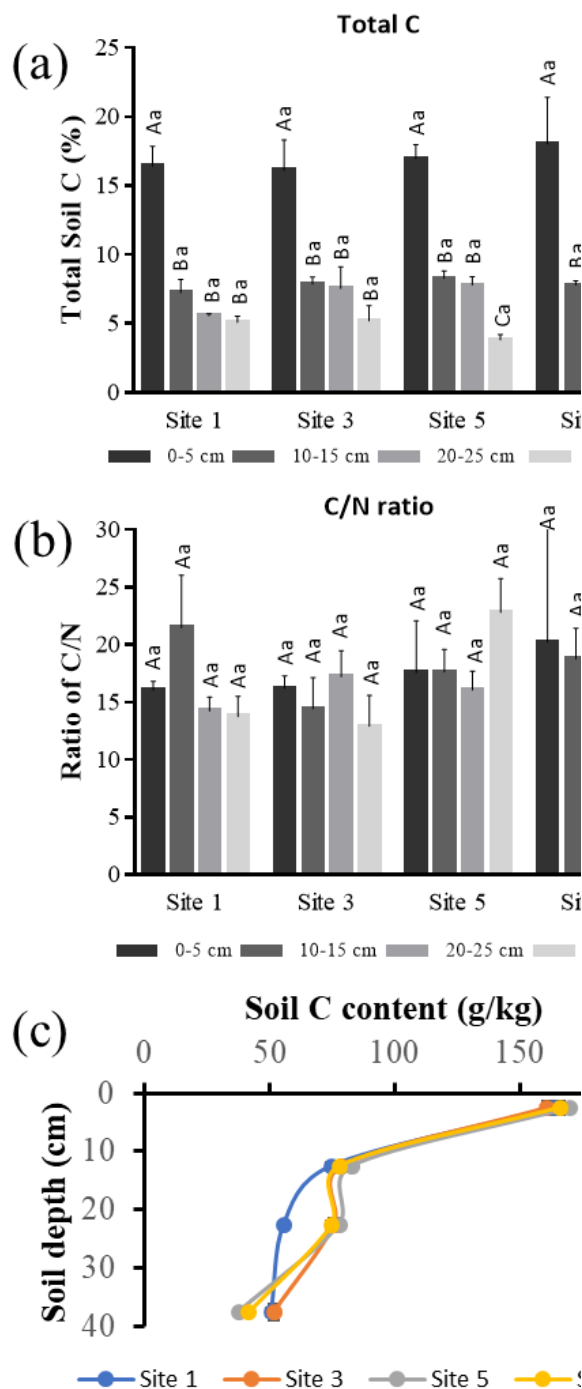 Total C
(a)
Total Soil C (%)
25
20
15
10
5
0
Aa
Ba
Ba
Ba
Aa
Ba
Ba
Ba
Aa
Ba
Ba
Ca
Aa
Ba
Site 1 Site 3 Site 5 Si
0-5 cm 10-15 cm 20-25 cm
C/N ratio
(b)
Ratio of C/N
30
25
20
15
10
5
0
Aa
Aa
Aa
Aa
Aa
Aa
Aa
Aa
Aa
Aa
Aa
Aa
Aa
Aa
Site 1 Site 3 Site 5 Si
0-5 cm 10-15 cm 20-25 cm
(c)
Soil C content (g/kg)
0 50 100 150
Soil depth (cm)
0
10
20
30
40
Site 1 Site 3 Site 5 S